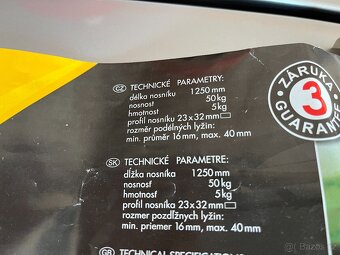 CZ TECHNICKÉ PARAMETRY:
délka nosníku 1250mm
nosnost 50kg
hmotnost 5kg
profil nosníku 23x32mm
rozměr podélných lyžin:
min. průměr 16mm, max. 40mm
ZÁRUKA
3
GUARANTEE
SK TECHNICKÉ PARAMETRE:
dĺžka nosníka 1250mm
nosnosť 50kg
hmotnosť 5kg
profil nosníka 23x32mm
rozmer pozdĺžnych lyžín:
min. priemer 16mm, max. 40mm
GB TECHNICAL SPECIFICATIONS